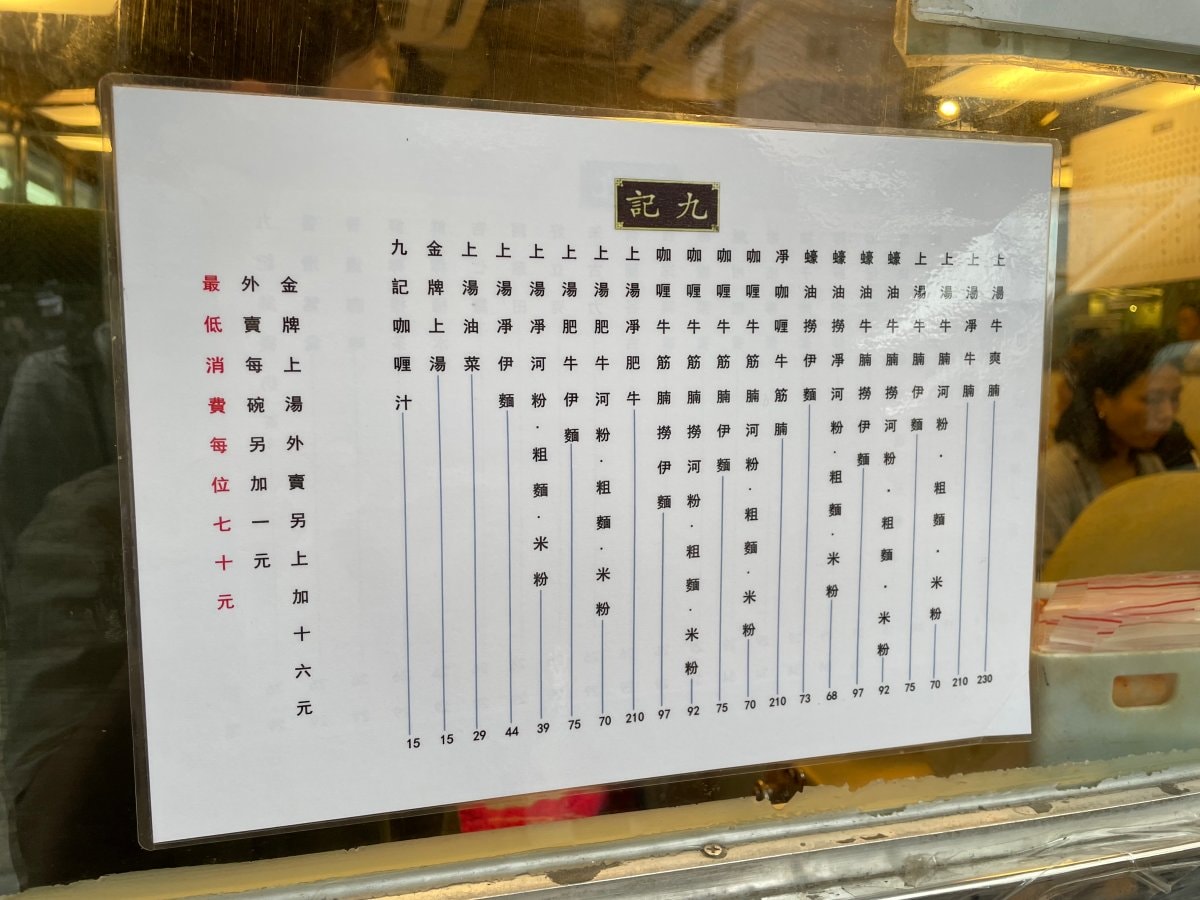 九記
上湯牛爽腩 230
上湯凈牛腩 210
上湯牛腩河粉．粗麵．米粉 70
上湯牛腩伊麵 75
蠔油牛腩撈河粉．粗麵．米粉 92
蠔油牛腩撈伊麵 97
蠔油撈凈河粉．粗麵．米粉 68
蠔油撈伊麵 73
凈咖喱牛筋腩 210
咖喱牛筋腩河粉．粗麵．米粉 70
咖喱牛筋腩伊麵 75
咖喱牛筋腩撈河粉．粗麵．米粉 92
咖喱牛筋腩撈伊麵 97
上湯凈肥牛 210
上湯肥牛河粉．粗麵．米粉 70
上湯肥牛伊麵 75
上湯凈河粉．粗麵．米粉 39
上湯凈伊麵 44
上湯油菜 29
金牌上湯 15
九記咖喱汁 15
金牌上湯外賣另上加十六元
外賣每碗另加一元
最低消費每位七十元